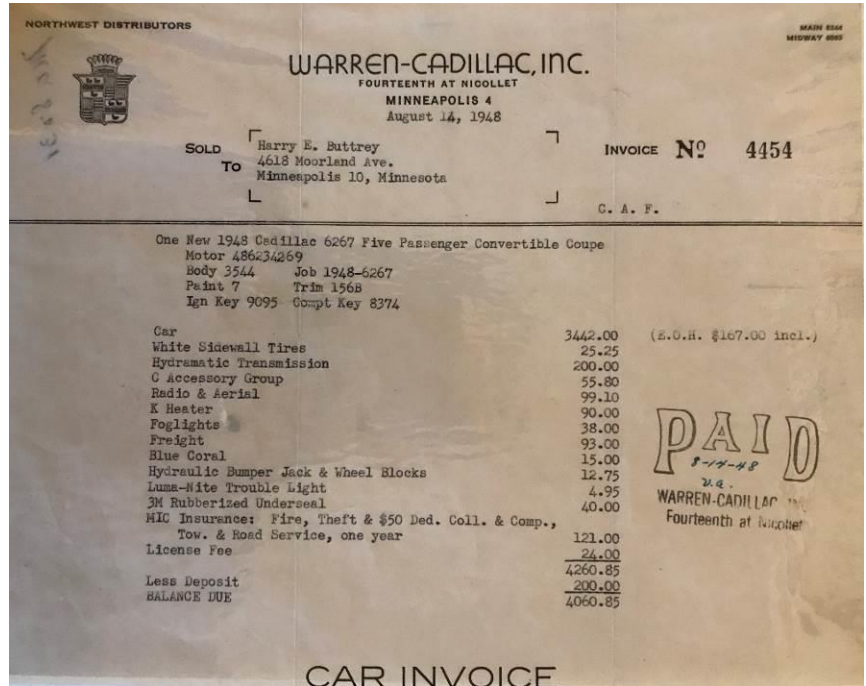 NORTHWEST DISTRIBUTORS
WARREN-CADILLAC, INC.
FOURTEENTH AT NICOLLET
MINNEAPOLIS 4
August 14, 1948
SOLD TO
Harry E. Buttrey
4618 Moorland Ave.
Minneapolis 10, Minnesota
INVOICE Nº 4454
C. A. F.
One New 1948 Cadillac 6267 Five Passenger Convertible Coupe
Motor 486234269
Body 3544 Job 1948-6267
Paint 7 Trim 156B
Ign Key 9095 Compt Key 8374
Car 3442.00 (E.O.H. $167.00 incl.)
White Sidewall Tires 25.25
Hydramatic Transmission 200.00
C Accessory Group 55.80
Radio & Aerial 99.10
K Heater 90.00
Foglights 38.00
Freight 93.00
Blue Coral 15.00
Hydraulic Bumper Jack & Wheel Blocks 12.75
Luma-Nite Trouble Light 4.95
3M Rubberized Underseal 40.00
MIC Insurance: Fire, Theft & $50 Ded. Coll. & Comp.,
Tow. & Road Service, one year 121.00
License Fee 24.00
4260.85
Less Deposit 200.00
BALANCE DUE 4060.85
PAID
8-14-48
v.a.
WARREN-CADILLAC
Fourteenth at Nicollet
CAR INVOICE